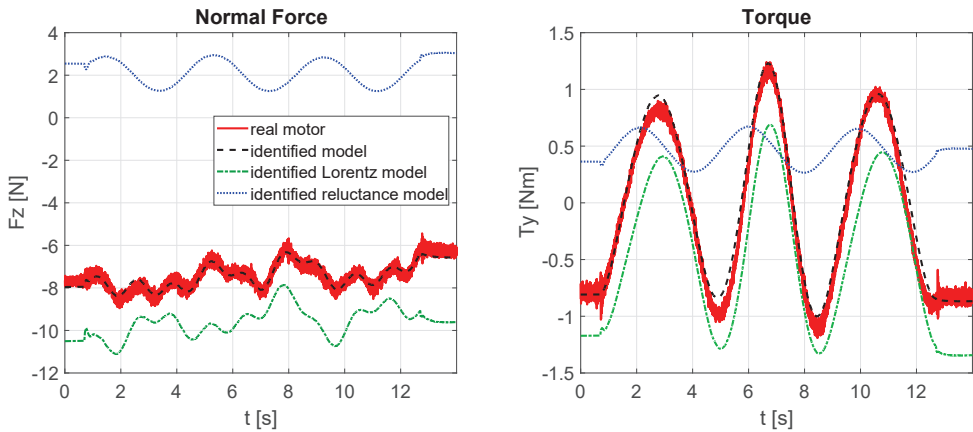 Normal Force
Fz [N]
4
2
0
-2
-4
-6
-8
-10
-12
real motor
identified model
identified Lorentz model
identified reluctance model
0 2 4 6 8 10 12
t [s]
Torque
Ty [Nm]
1.5
1
0.5
0
-0.5
-1
-1.5
0 2 4 6 8 10 12
t [s]